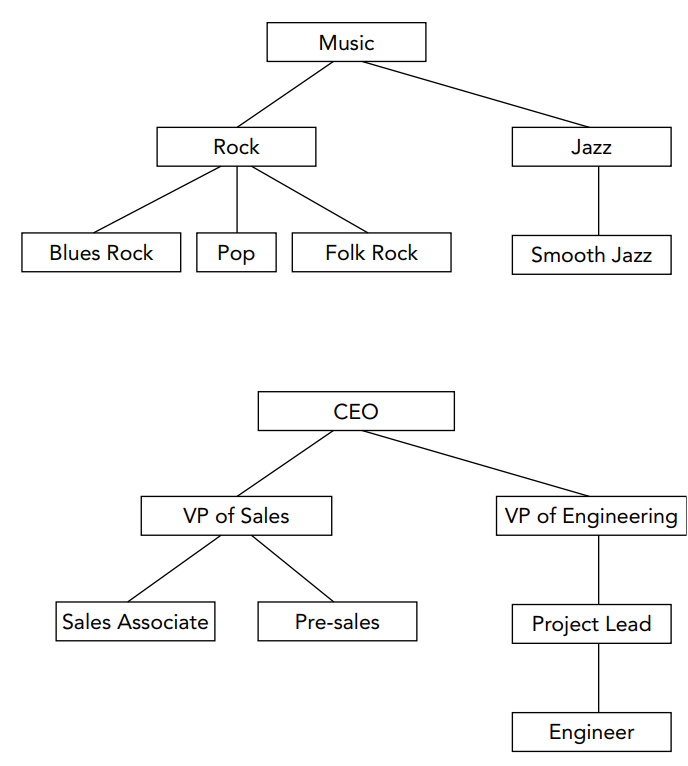 Music
Rock
Jazz
Blues Rock
Pop
Folk Rock
Smooth Jazz
CEO
VP of Sales
VP of Engineering
Sales Associate
Pre-sales
Project Lead
Engineer